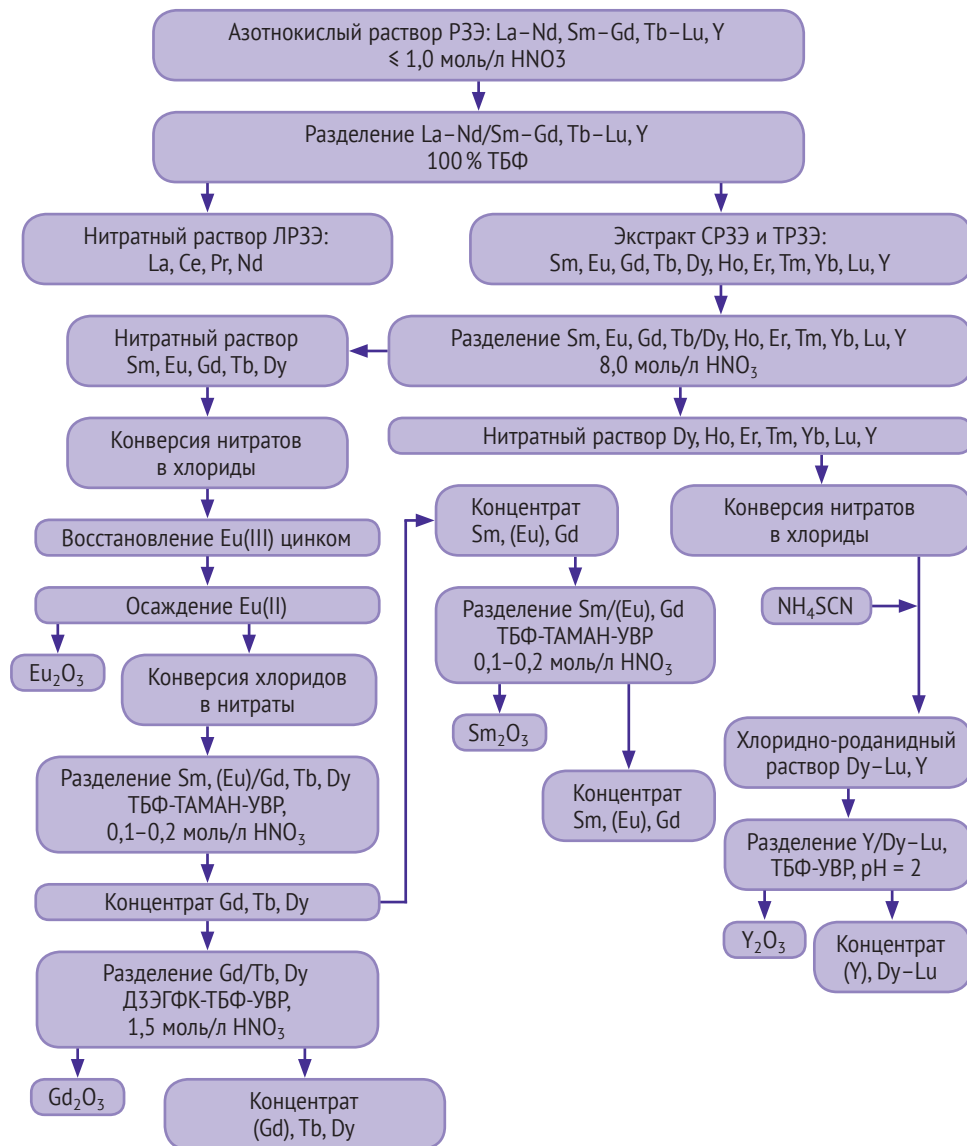 Азотнокислый раствор РЗЭ: La–Nd, Sm–Gd, Tb–Lu, Y
⩽ 1,0 моль/л HNO3
Разделение La–Nd/Sm–Gd, Tb–Lu, Y
100 % ТБФ
Нитратный раствор ЛРЗЭ:
La, Ce, Pr, Nd
Экстракт СРЗЭ и ТРЗЭ:
Sm, Eu, Gd, Tb, Dy, Ho, Er, Tm, Yb, Lu, Y
Нитратный раствор
Sm, Eu, Gd, Tb, Dy
Разделение Sm, Eu, Gd, Tb/Dy, Ho, Er, Tm, Yb, Lu, Y
8,0 моль/л HNO₃
Конверсия нитратов
в хлориды
Нитратный раствор Dy, Ho, Er, Tm, Yb, Lu, Y
Восстановление Eu(III) цинком
Концентрат
Sm, (Eu), Gd
Конверсия нитратов
в хлориды
Осаждение Eu(II)
Разделение Sm/(Eu), Gd
ТБФ-ТАМАН-УВР
0,1–0,2 моль/л HNO₃
NH₄SCN
Eu₂O₃
Конверсия хлоридов
в нитраты
Sm₂O₃
Хлоридно-роданидный
раствор Dy–Lu, Y
Разделение Sm, (Eu)/Gd, Tb, Dy
ТБФ-ТАМАН-УВР,
0,1–0,2 моль/л HNO₃
Концентрат
Sm, (Eu), Gd
Разделение Y/Dy–Lu,
ТБФ-УВР, pH = 2
Концентрат Gd, Tb, Dy
Y₂O₃
Концентрат
(Y), Dy–Lu
Разделение Gd/Tb, Dy
ДЗЭГФК-ТБФ-УВР,
1,5 моль/л HNO₃
Gd₂O₃
Концентрат
(Gd), Tb, Dy